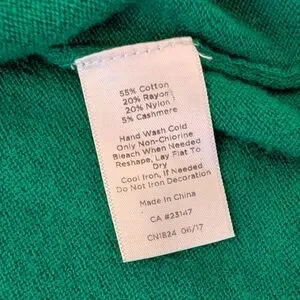 55% Cotton
20% Rayon
20% Nylon
5% Cashmere
Hand Wash Cold
Only Non-Chlorine
Bleach When Needed
Reshape, Lay Flat To
Dry
Cool Iron, If Needed
Do Not Iron Decoration
Made In China
CA #23147
CN1B24 06/17